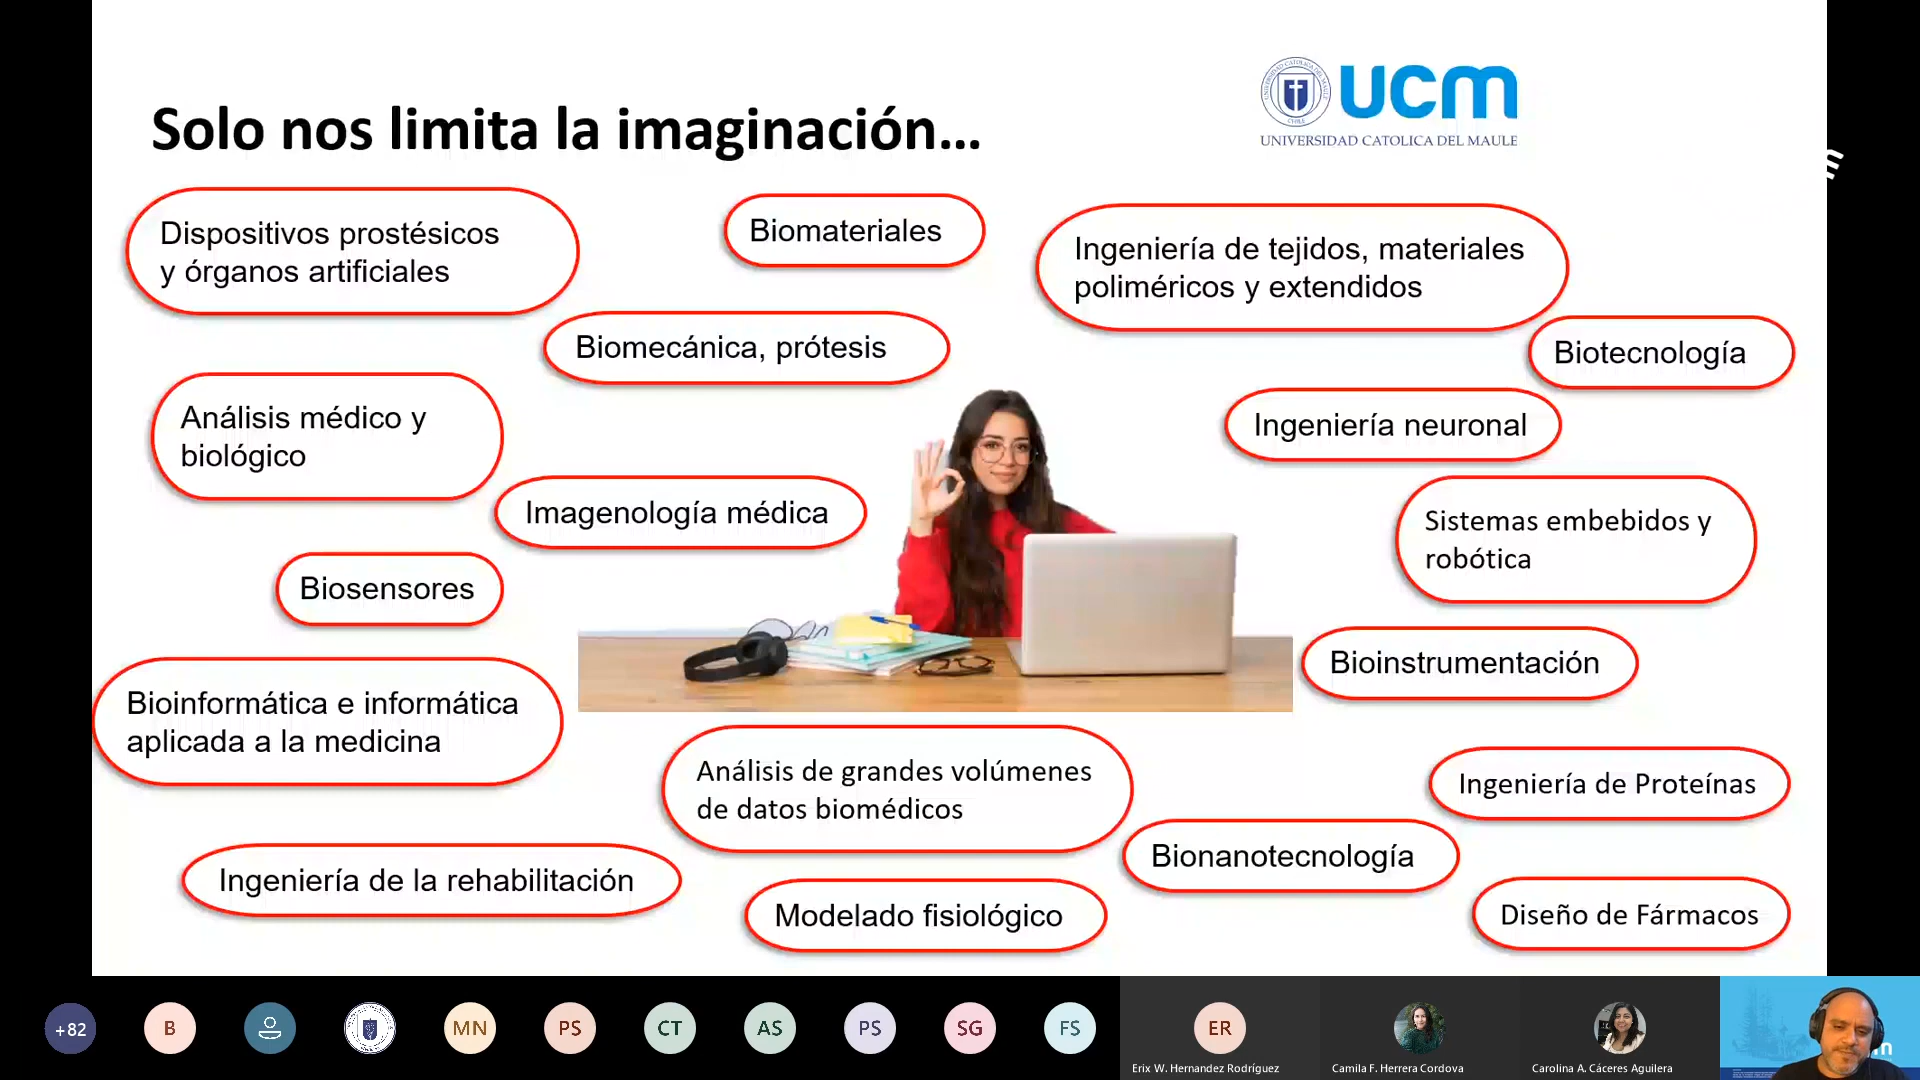 Solo nos limita la imaginación...
ucm
UNIVERSIDAD CATOLICA DEL MAULE
Dispositivos prostésicos
y órganos artificiales
Biomateriales
Ingeniería de tejidos, materiales
poliméricos y extendidos
Biomecánica, prótesis
Biotecnología
Análisis médico y
biológico
Ingeniería neuronal
Imagenología médica
Sistemas embebidos y
robótica
Biosensores
Bioinstrumentación
Bioinformática e informática
aplicada a la medicina
Análisis de grandes volúmenes
de datos biomédicos
Ingeniería de Proteínas
Bionanotecnología
Ingeniería de la rehabilitación
Modelado fisiológico
Diseño de Fármacos
+82
B
MN
PS
CT
AS
PS
SG
FS
ER
Erix W. Hernandez Rodríguez
Camila F. Herrera Cordova
Carolina A. Cáceres Aguilera